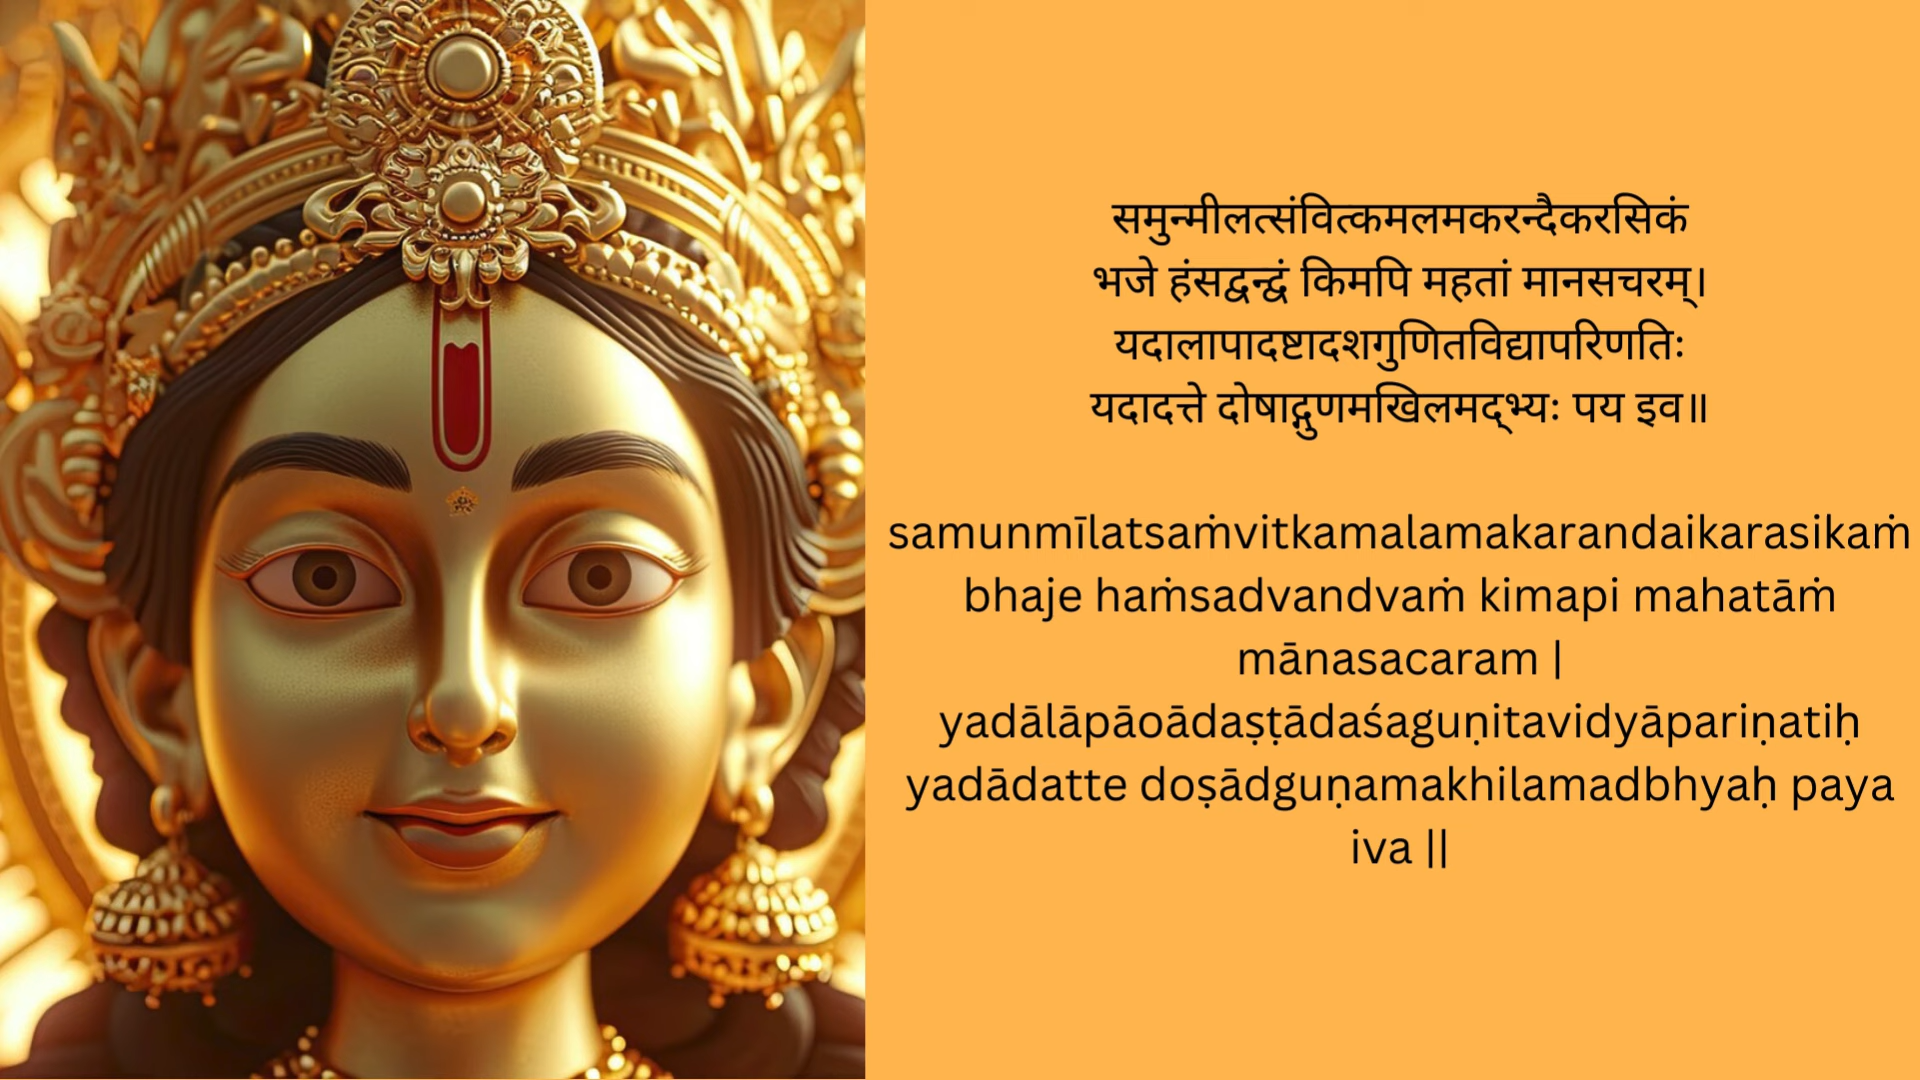 समुन्मीलत्संवित्कमलमकरन्दैकरसिकं
भजे हंसद्वन्द्वं किमपि महतां मानसचरम्।
यदालापादष्टादशगुणितविद्यापरिणतिः
यदादत्ते दोषाद्गुणमखिलमद्भ्यः पय इव॥
samunmīlatsaṁvitkamalamakarandaikarasikaṁ
bhaje haṁsadvandvaṁ kimapi mahatāṁ
mānasacaram |
yadālāpāoādaṣṭādaśaguṇitavidyāpariṇatiḥ
yadādatte doṣādguṇamakhilamadbhyaḥ paya
iva ||